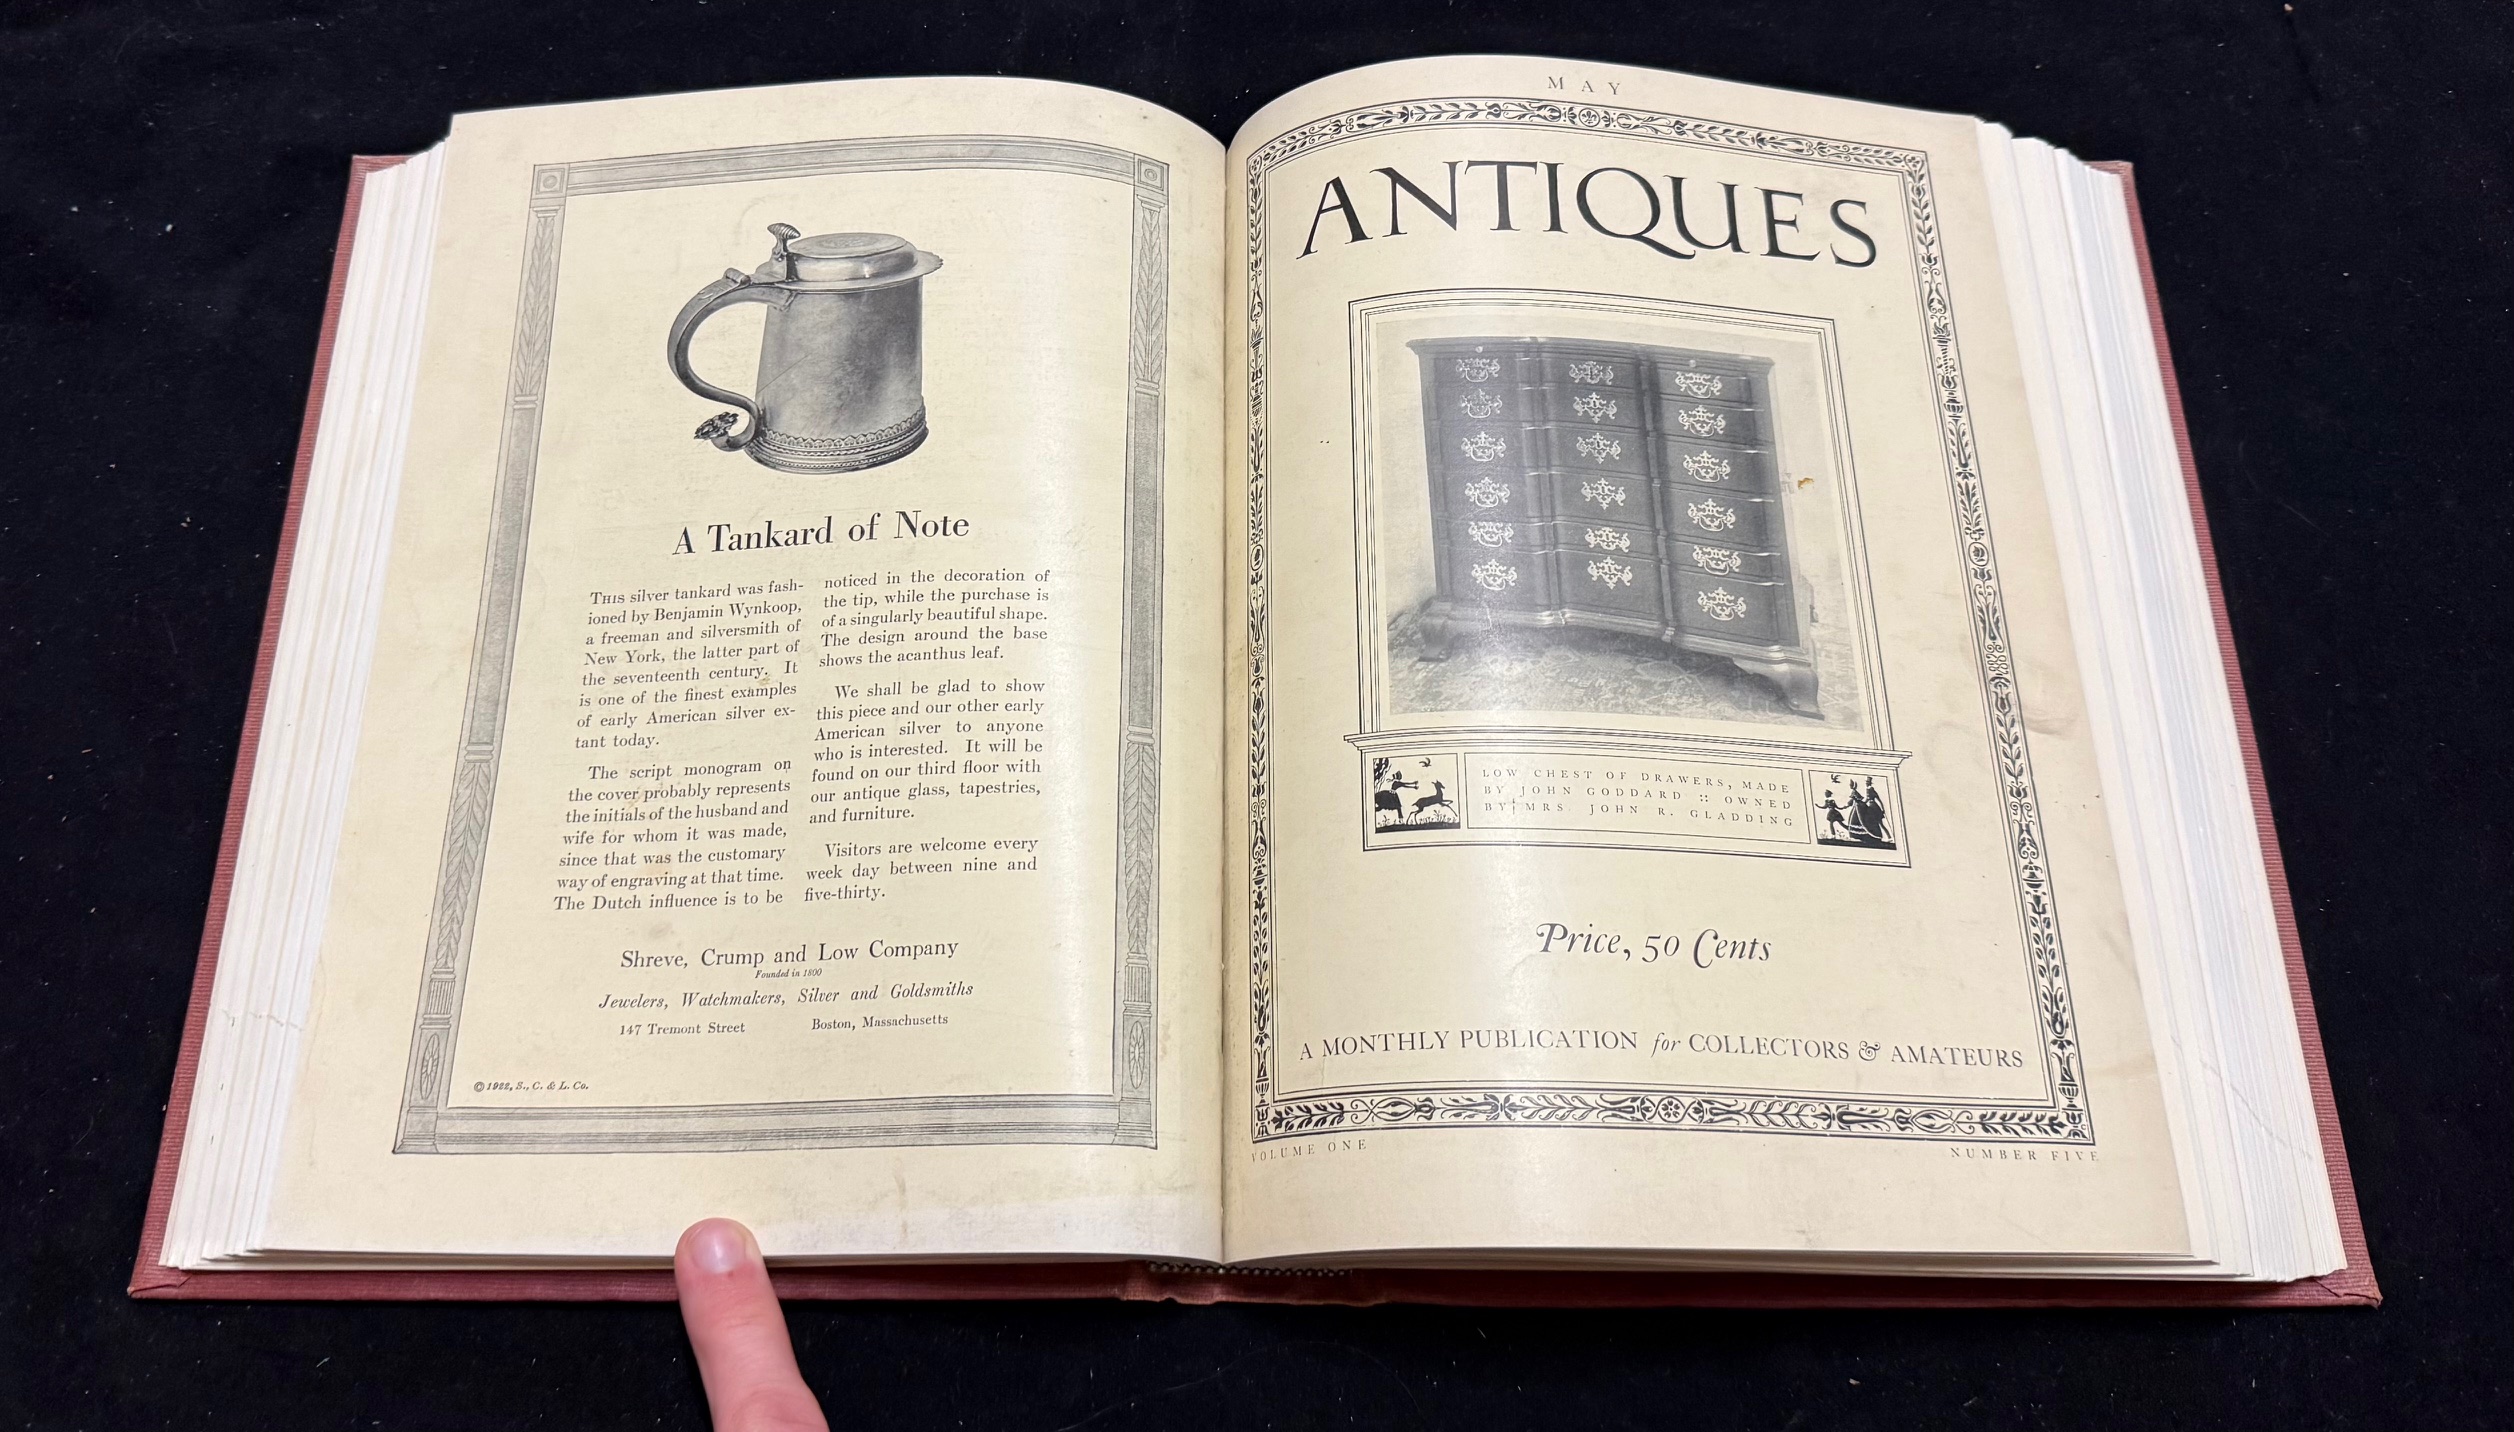 A Tankard of Note
THIS silver tankard was fash-
ioned by Benjamin Wynkoop,
a freeman and silversmith of
New York, the latter part of
the seventeenth century. It
is one of the finest examples
of early American silver ex-
tant today.
The script monogram on
the cover probably represents
the initials of the husband and
wife for whom it was made,
since that was the customary
way of engraving at that time.
The Dutch influence is to be
noticed in the decoration of
the tip, while the purchase is
of a singularly beautiful shape.
The design around the base
shows the acanthus leaf.
We shall be glad to show
this piece and our other early
American silver to anyone
who is interested. It will be
found on our third floor with
our antique glass, tapestries,
and furniture.
Visitors are welcome every
week day between nine and
five-thirty.
Shreve, Crump and Low Company
Founded in 1800
Jewelers, Watchmakers, Silver and Goldsmiths
147 Tremont Street Boston, Massachusetts
© 1922, S., C. & L. Co.
MAY
ANTIQUES
LOW CHEST OF DRAWERS, MADE
BY JOHN GODDARD :: OWNED
BY MRS. JOHN R. GLADDING
Price, 50 Cents
A MONTHLY PUBLICATION for COLLECTORS & AMATEURS
VOLUME ONE NUMBER FIVE